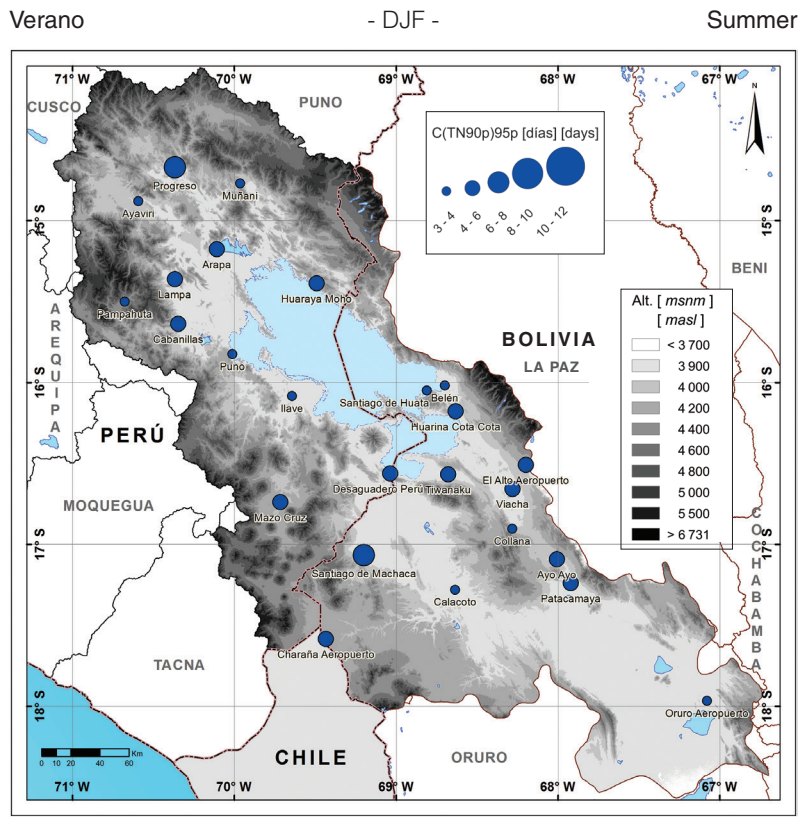 Verano - DJF - Summer
71° W 70° W 69° W 68° W 67° W
CUSCO
PUNO
N
C(TN90p)95p [días] [days]
3 - 4 4 - 6 6 - 8 8 - 10 10 - 12
Progreso
Muñani
Ayaviri
15° S 15° S
Arapa
BENI
Lampa
Huaraya Moho
Pampahuta
Alt. [ msnm ]
[ masl ]
< 3 700
3 900
4 000
4 200
4 400
4 600
4 800
5 000
5 500
> 6 731
AREQUIPA
Cabanillas
BOLIVIA
Puno
LA PAZ
16° S 16° S
Ilave
Santiago de Huata
Belén
PERÚ
Huarina Cota Cota
El Alto Aeropuerto
Desaguadero Perú
Tiwanaku
Viacha
MOQUEGUA
Mazo Cruz
COCHABAMBA
Collana
17° S 17° S
Santiago de Machaca
Ayo Ayo
Calacoto
Patacamaya
Charaña Aeropuerto
TACNA
18° S 18° S
Oruro Aeropuerto
CHILE
ORURO
Km
0 10 20 40 60
71° W 70° W 69° W 68° W 67° W